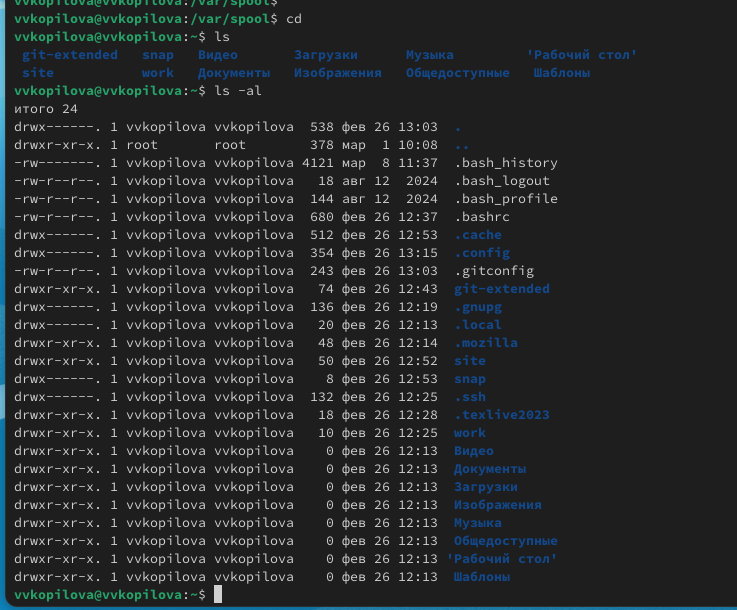 vvkopilova@vvkopilova:/var/spool$
vvkopilova@vvkopilova:/var/spool$ cd
vvkopilova@vvkopilova:~$ ls
git-extended snap Видео Загрузки Музыка 'Рабочий стол'
site work Документы Изображения Общедоступные Шаблоны
vvkopilova@vvkopilova:~$ ls -al
итого 24
drwx------. 1 vvkopilova vvkopilova 538 фев 26 13:03 .
drwxr-xr-x. 1 root root 378 мар 1 10:08 ..
-rw-------. 1 vvkopilova vvkopilova 4121 мар 8 11:37 .bash_history
-rw-r--r--. 1 vvkopilova vvkopilova 18 авг 12 2024 .bash_logout
-rw-r--r--. 1 vvkopilova vvkopilova 144 авг 12 2024 .bash_profile
-rw-r--r--. 1 vvkopilova vvkopilova 680 фев 26 12:37 .bashrc
drwx------. 1 vvkopilova vvkopilova 512 фев 26 12:53 .cache
drwx------. 1 vvkopilova vvkopilova 354 фев 26 13:15 .config
-rw-r--r--. 1 vvkopilova vvkopilova 243 фев 26 13:03 .gitconfig
drwxr-xr-x. 1 vvkopilova vvkopilova 74 фев 26 12:43 git-extended
drwx------. 1 vvkopilova vvkopilova 136 фев 26 12:19 .gnupg
drwx------. 1 vvkopilova vvkopilova 20 фев 26 12:13 .local
drwxr-xr-x. 1 vvkopilova vvkopilova 48 фев 26 12:14 .mozilla
drwxr-xr-x. 1 vvkopilova vvkopilova 50 фев 26 12:52 site
drwx------. 1 vvkopilova vvkopilova 8 фев 26 12:53 snap
drwx------. 1 vvkopilova vvkopilova 132 фев 26 12:25 .ssh
drwxr-xr-x. 1 vvkopilova vvkopilova 18 фев 26 12:28 .texlive2023
drwxr-xr-x. 1 vvkopilova vvkopilova 10 фев 26 12:25 work
drwxr-xr-x. 1 vvkopilova vvkopilova 0 фев 26 12:13 Видео
drwxr-xr-x. 1 vvkopilova vvkopilova 0 фев 26 12:13 Документы
drwxr-xr-x. 1 vvkopilova vvkopilova 0 фев 26 12:13 Загрузки
drwxr-xr-x. 1 vvkopilova vvkopilova 0 фев 26 12:13 Изображения
drwxr-xr-x. 1 vvkopilova vvkopilova 0 фев 26 12:13 Музыка
drwxr-xr-x. 1 vvkopilova vvkopilova 0 фев 26 12:13 Общедоступные
drwxr-xr-x. 1 vvkopilova vvkopilova 0 фев 26 12:13 'Рабочий стол'
drwxr-xr-x. 1 vvkopilova vvkopilova 0 фев 26 12:13 Шаблоны
vvkopilova@vvkopilova:~$